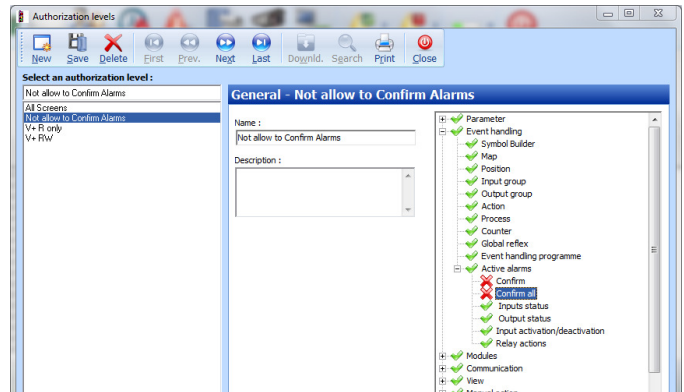 Authorization levels
New Save Delete First Prev. Next Last Downld. Search Print Close
Select an authorization level :
Not allow to Confirm Alarms
All Screens
Not allow to Confirm Alarms
V+ R only
V+ RW
General - Not allow to Confirm Alarms
Name :
Not allow to Confirm Alarms
Description :
Parameter
Event handling
Symbol Builder
Map
Position
Input group
Output group
Action
Process
Counter
Global reflex
Event handling programme
Active alarms
Confirm
Confirm all
Inputs status
Output status
Input activation/deactivation
Relay actions
Modules
Communication
View
Manual action